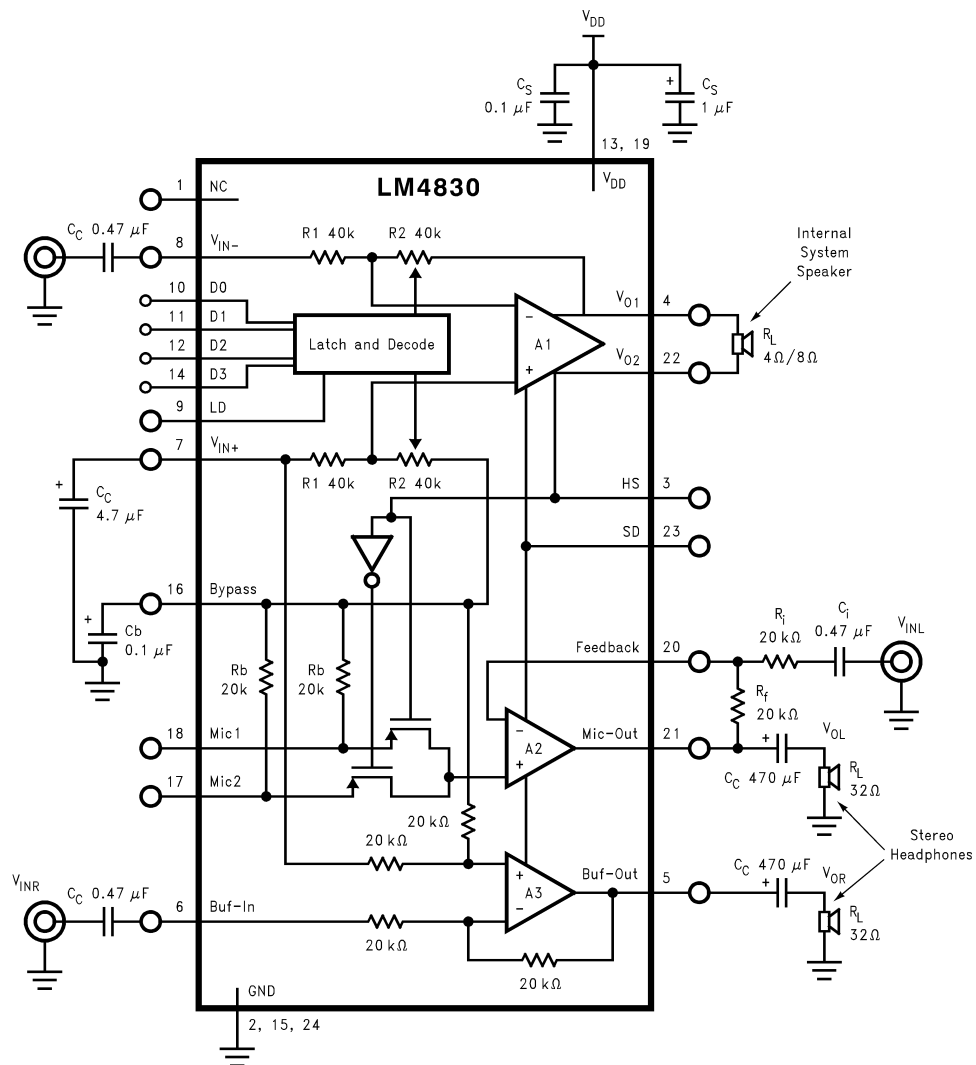 V_DD
C_S
0.1 µF
+
C_S
1 µF
13, 19
V_DD
LM4830
1
NC
C_C 0.47 µF
8
V_IN-
R1 40k
R2 40k
Internal
System
Speaker
10
D0
11
D1
12
D2
14
D3
9
LD
7
V_IN+
Latch and Decode
−
A1
+
V_O1
4
V_O2
22
R_L
4Ω/8Ω
R1 40k
R2 40k
HS
3
SD
23
+
C_C
4.7 µF
16
Bypass
+
Cb
0.1 µF
Rb
20k
Rb
20k
Feedback
20
R_i
20 kΩ
C_i
0.47 µF
V_INL
R_f
20 kΩ
18
Mic1
17
Mic2
−
A2
+
Mic-Out
21
+
C_C 470 µF
V_OL
R_L
32Ω
20 kΩ
20 kΩ
Stereo
Headphones
V_INR
C_C 0.47 µF
6
Buf-In
20 kΩ
+
A3
−
20 kΩ
Buf-Out
5
C_C 470 µF
+
V_OR
R_L
32Ω
GND
2, 15, 24